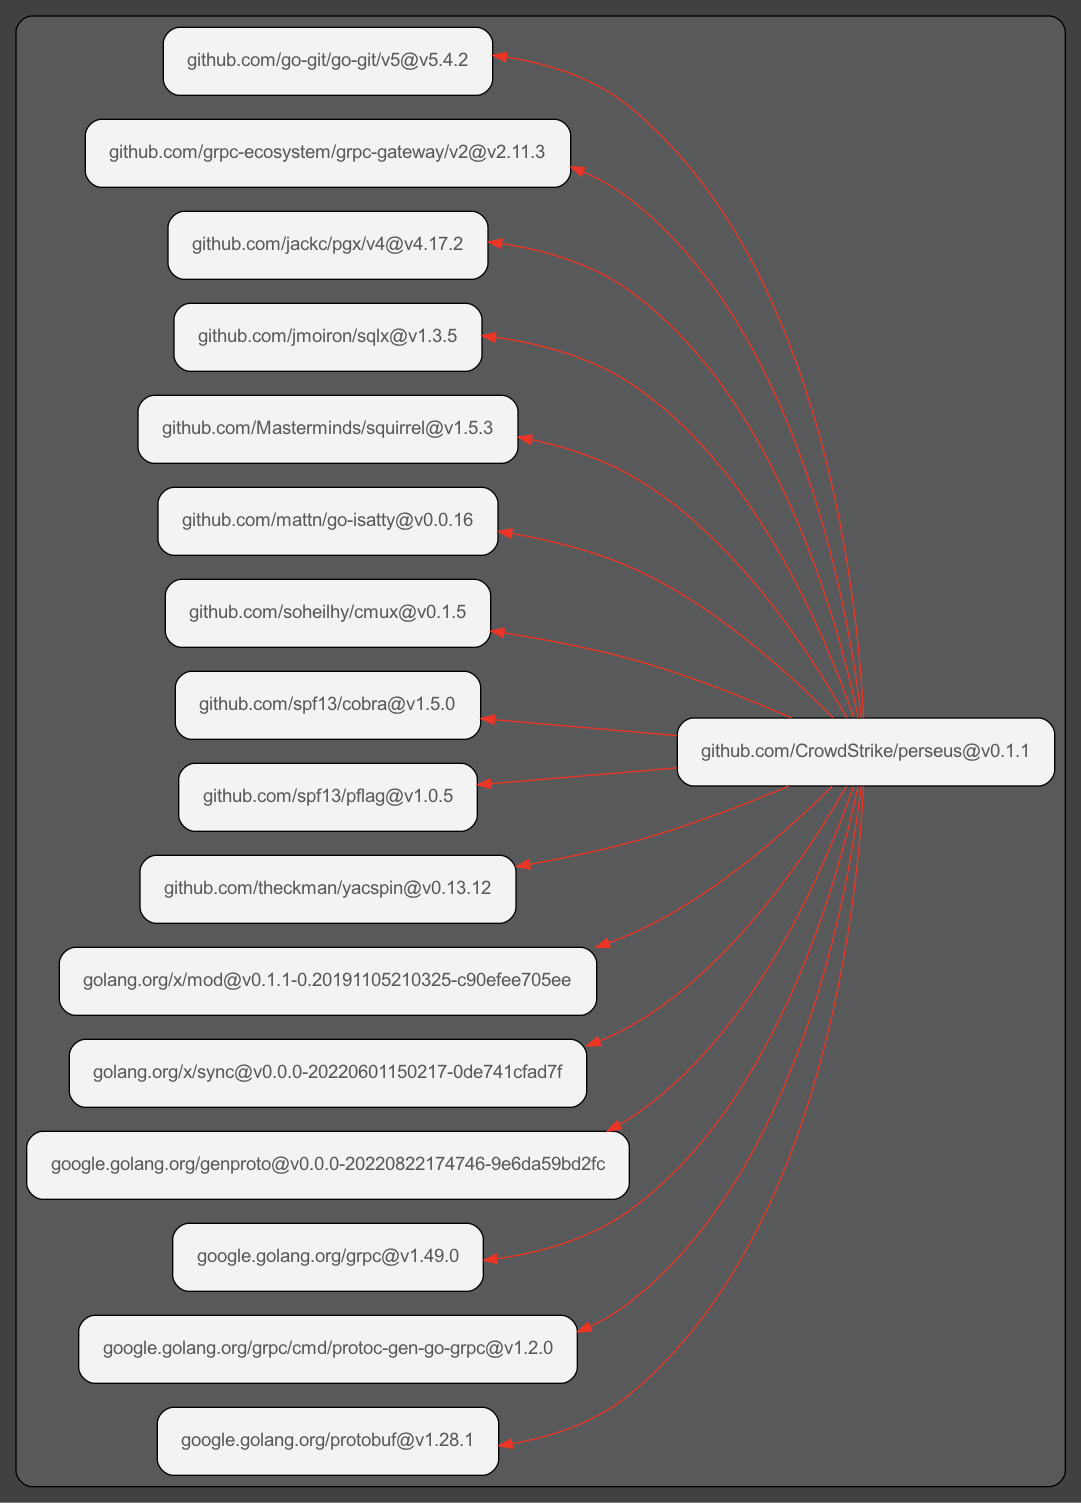 github.com/go-git/go-git/v5@v5.4.2
github.com/grpc-ecosystem/grpc-gateway/v2@v2.11.3
github.com/jackc/pgx/v4@v4.17.2
github.com/jmoiron/sqlx@v1.3.5
github.com/Masterminds/squirrel@v1.5.3
github.com/mattn/go-isatty@v0.0.16
github.com/soheilhy/cmux@v0.1.5
github.com/spf13/cobra@v1.5.0
github.com/CrowdStrike/perseus@v0.1.1
github.com/spf13/pflag@v1.0.5
github.com/theckman/yacspin@v0.13.12
golang.org/x/mod@v0.1.1-0.20191105210325-c90efee705ee
golang.org/x/sync@v0.0.0-20220601150217-0de741cfad7f
google.golang.org/genproto@v0.0.0-20220822174746-9e6da59bd2fc
google.golang.org/grpc@v1.49.0
google.golang.org/grpc/cmd/protoc-gen-go-grpc@v1.2.0
google.golang.org/protobuf@v1.28.1